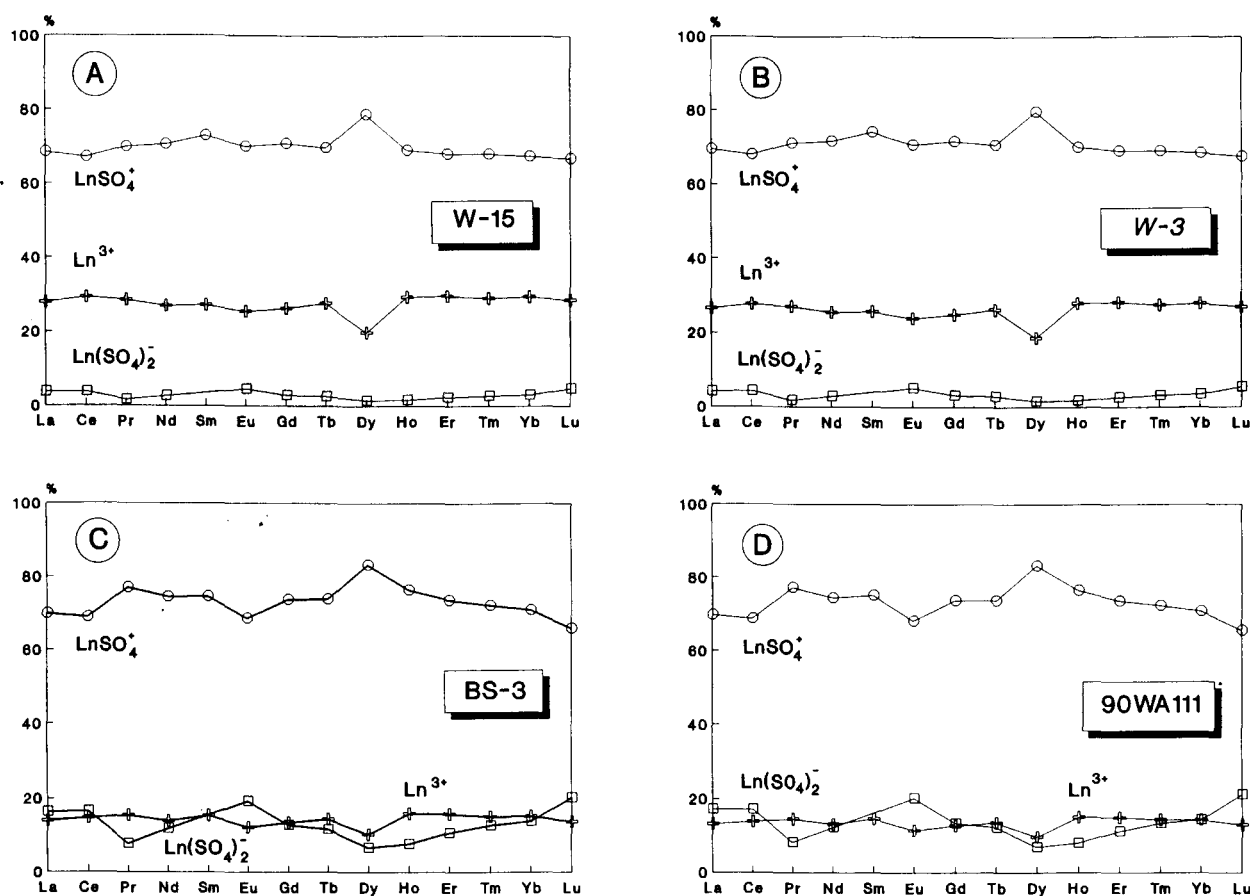 %
100
80
60
40
20
0
A
LnSO₄⁺
W-15
Ln³⁺
Ln(SO₄)₂⁻
La Ce Pr Nd Sm Eu Gd Tb Dy Ho Er Tm Yb Lu
%
100
80
60
40
20
0
B
LnSO₄⁺
W-3
Ln³⁺
Ln(SO₄)₂⁻
La Ce Pr Nd Sm Eu Gd Tb Dy Ho Er Tm Yb Lu
%
100
80
60
40
20
0
C
LnSO₄⁺
BS-3
Ln³⁺
Ln(SO₄)₂⁻
La Ce Pr Nd Sm Eu Gd Tb Dy Ho Er Tm Yb Lu
%
100
80
60
40
20
0
D
LnSO₄⁺
90WA111
Ln(SO₄)₂⁻
Ln³⁺
La Ce Pr Nd Sm Eu Gd Tb Dy Ho Er Tm Yb Lu